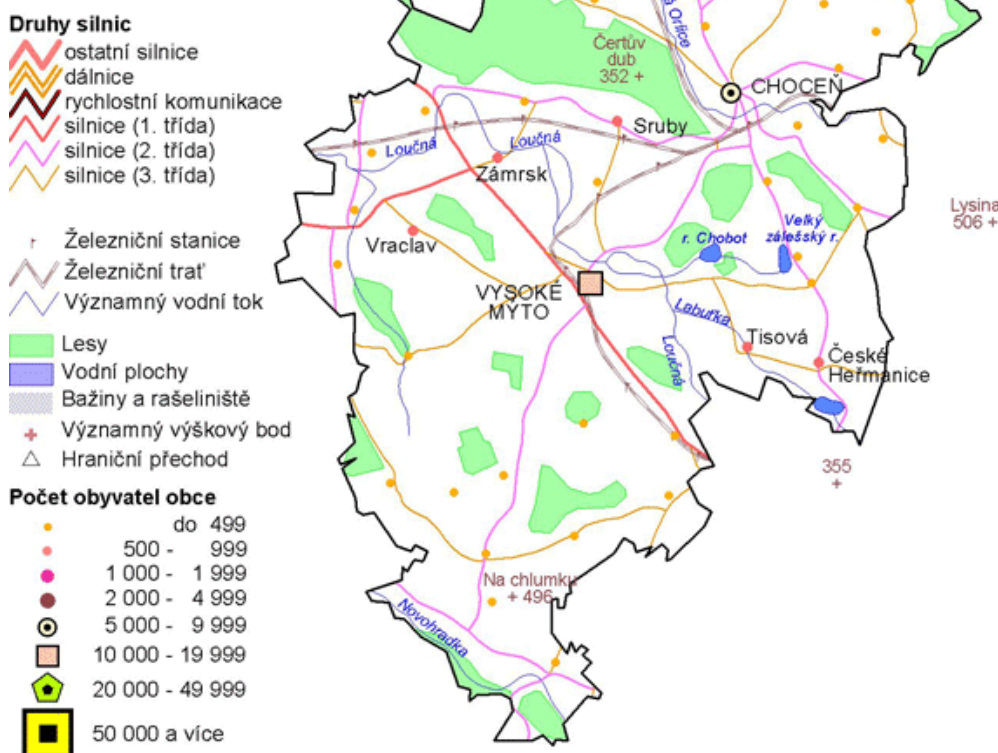 Druhy silnic
ostatní silnice
dálnice
rychlostní komunikace
silnice (1. třída)
silnice (2. třída)
silnice (3. třída)
Železniční stanice
Železniční trať
Významný vodní tok
Lesy
Vodní plochy
Bažiny a rašeliniště
Významný výškový bod
Hraniční přechod
Počet obyvatel obce
do 499
500 - 999
1 000 - 1 999
2 000 - 4 999
5 000 - 9 999
10 000 - 19 999
20 000 - 49 999
50 000 a více
Orlice
Čertův
dub
352 +
CHOCEŇ
Sruby
Loučná
Loučná
Zámrsk
Lysina
506 +
Vraclav
Velký
zálešský r.
r. Chobot
VYSOKÉ
MÝTO
Labuťka
Tisová
Loučná
České
Heřmanice
355
+
Na chlumku
+ 496
Novohradka